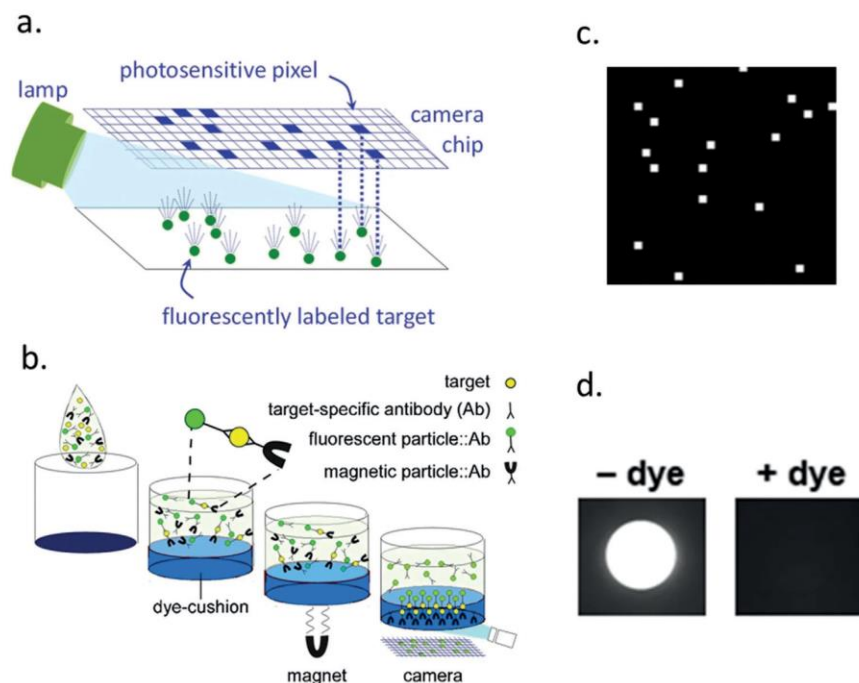 a.
photosensitive pixel
lamp
camera
chip
fluorescently labeled target
b.
target
target-specific antibody (Ab)
fluorescent particle::Ab
magnetic particle::Ab
dye-cushion
magnet
camera
c.
d.
– dye
+ dye